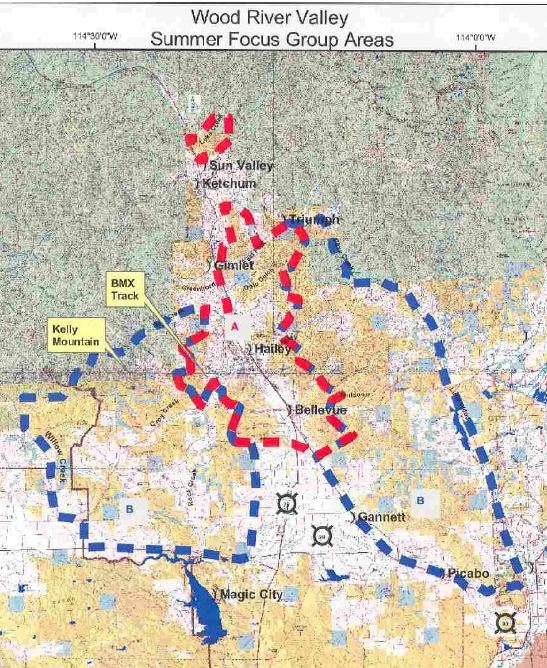 Wood River Valley
Summer Focus Group Areas
114°30'0"W
114°0'0"W
Sun Valley
Ketchum
Triumph
Gimlet
BMX
Track
A
Kelly
Mountain
Hailey
Bellevue
Willow Creek
B
B
Gannett
Picabo
Magic City